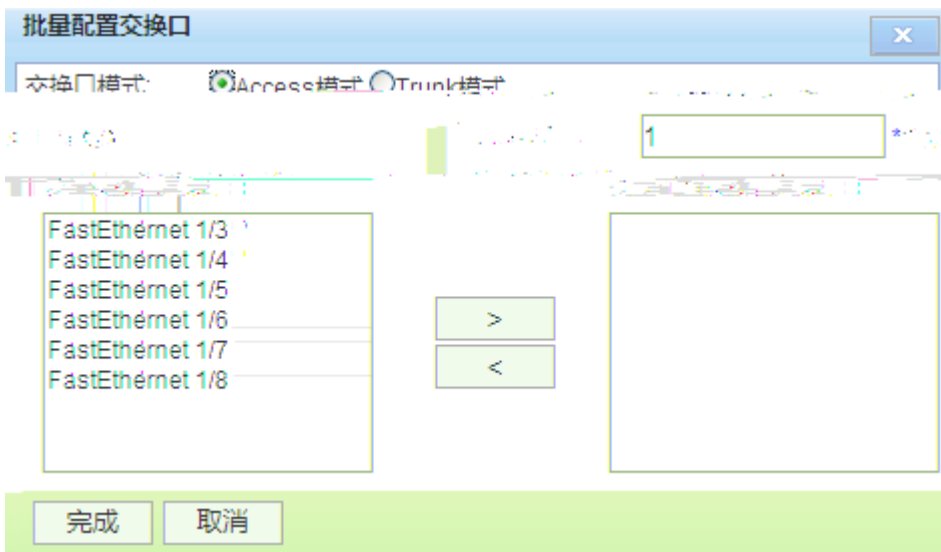 批量配置交换口
x
交换口模式: Access模式 Trunk模式
1 *
FastEthernet 1/3
FastEthernet 1/4
FastEthernet 1/5
FastEthernet 1/6
FastEthernet 1/7
FastEthernet 1/8
>
<
完成 取消